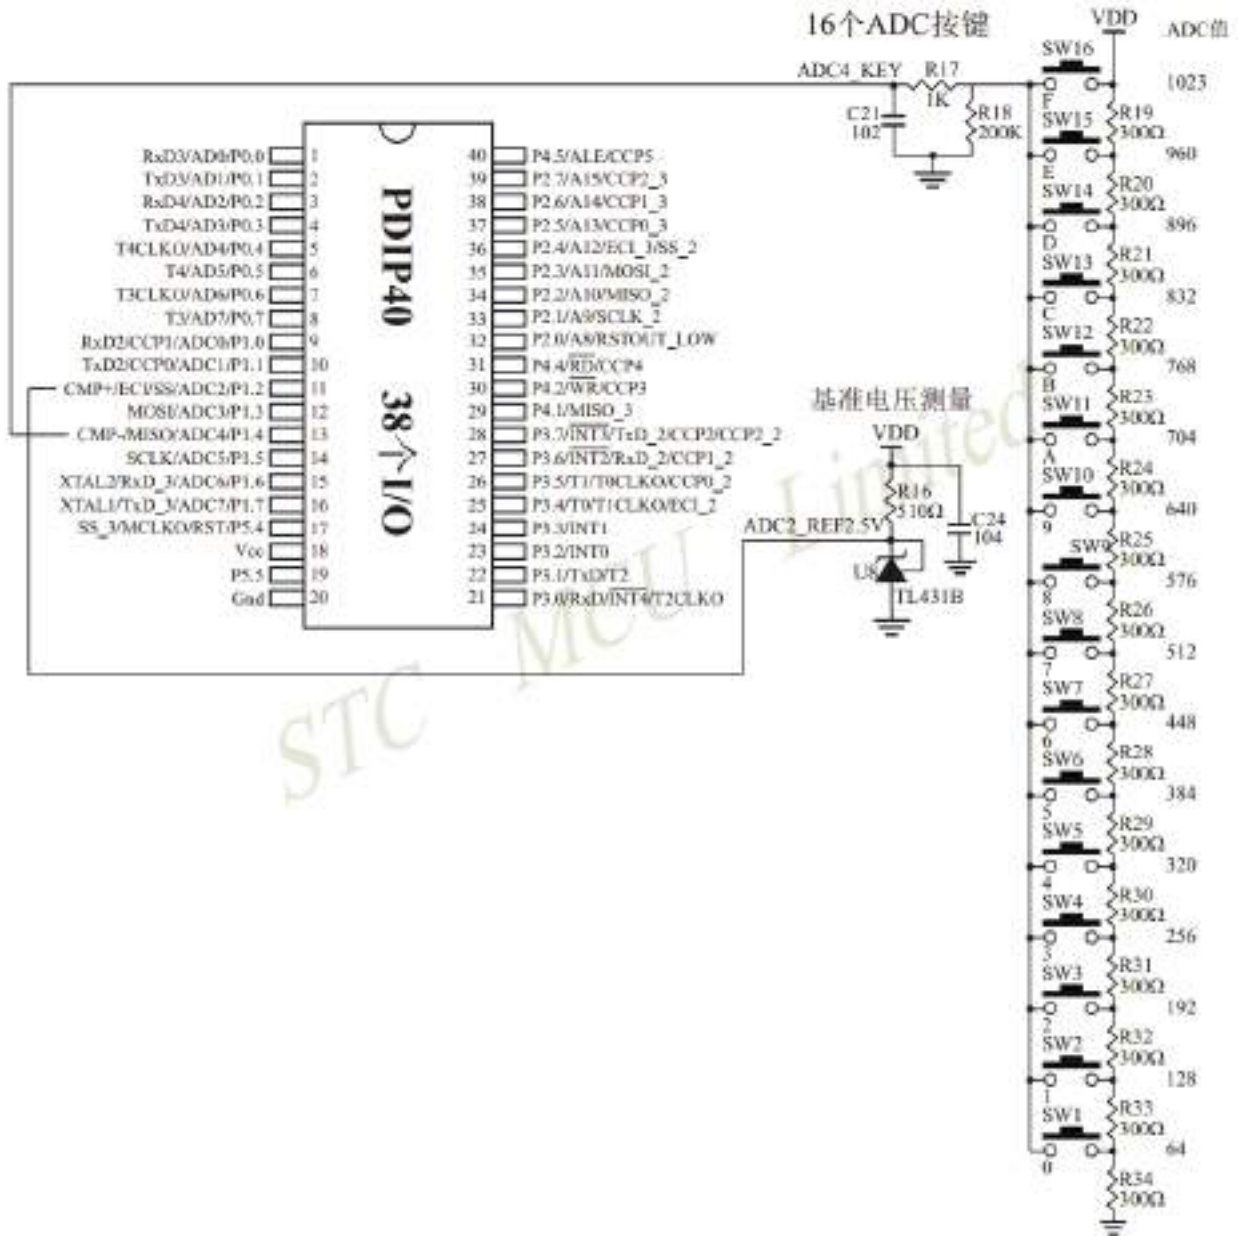 16个ADC按键
VDD
ADC值
SW16
ADC4_KEY
R17
1K
C21
102
R18
200K
1023
F
SW15
R19
300Ω
960
E
SW14
R20
300Ω
896
D
SW13
R21
300Ω
832
C
SW12
R22
300Ω
768
B
SW11
R23
300Ω
704
A
SW10
R24
300Ω
640
9
SW9
R25
300Ω
576
8
SW8
R26
300Ω
512
7
SW7
R27
300Ω
448
6
SW6
R28
300Ω
384
5
SW5
R29
300Ω
320
4
SW4
R30
300Ω
256
3
SW3
R31
300Ω
192
2
SW2
R32
300Ω
128
1
SW1
R33
300Ω
64
0
R34
300Ω
PDIP40 38个I/O
RxD3/AD0/P0.0 1
TxD3/AD1/P0.1 2
RxD4/AD2/P0.2 3
TxD4/AD3/P0.3 4
T4CLKO/AD4/P0.4 5
T4/AD5/P0.5 6
T3CLKO/AD6/P0.6 7
T3/AD7/P0.7 8
RxD2/CCP1/ADC0/P1.0 9
TxD2/CCP0/ADC1/P1.1 10
CMP+/ECI/SS/ADC2/P1.2 11
MOSI/ADC3/P1.3 12
CMP-/MISO/ADC4/P1.4 13
SCLK/ADC5/P1.5 14
XTAL2/RxD_3/ADC6/P1.6 15
XTAL1/TxD_3/ADC7/P1.7 16
SS_3/MCLKO/RST/P5.4 17
Vcc 18
P5.5 19
Gnd 20
40 P4.5/ALE/CCP5
39 P2.7/A15/CCP2_3
38 P2.6/A14/CCP1_3
37 P2.5/A13/CCP0_3
36 P2.4/A12/ECI_3/SS_2
35 P2.3/A11/MOSI_2
34 P2.2/A10/MISO_2
33 P2.1/A9/SCLK_2
32 P2.0/A8/RSTOUT_LOW
31 P4.4/RD/CCP4
30 P4.2/WR/CCP3
29 P4.1/MISO_3
28 P3.7/INT3/TxD_2/CCP2/CCP2_2
27 P3.6/INT2/RxD_2/CCP1_2
26 P3.5/T1/T0CLKO/CCP0_2
25 P3.4/T0/T1CLKO/ECI_2
24 P3.3/INT1
23 P3.2/INT0
22 P3.1/TxD/T2
21 P3.0/RxD/INT4/T2CLKO
基准电压测量
VDD
R16
510Ω
ADC2_REF2.5V
C24
104
U8
TL431B
STC MCU Limited